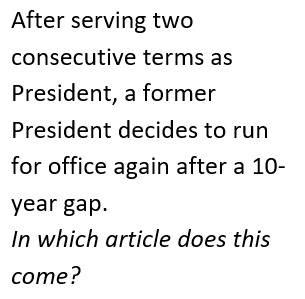 After serving two
consecutive terms as
President, a former
President decides to run
for office again after a 10-
year gap.
In which article does this
come?